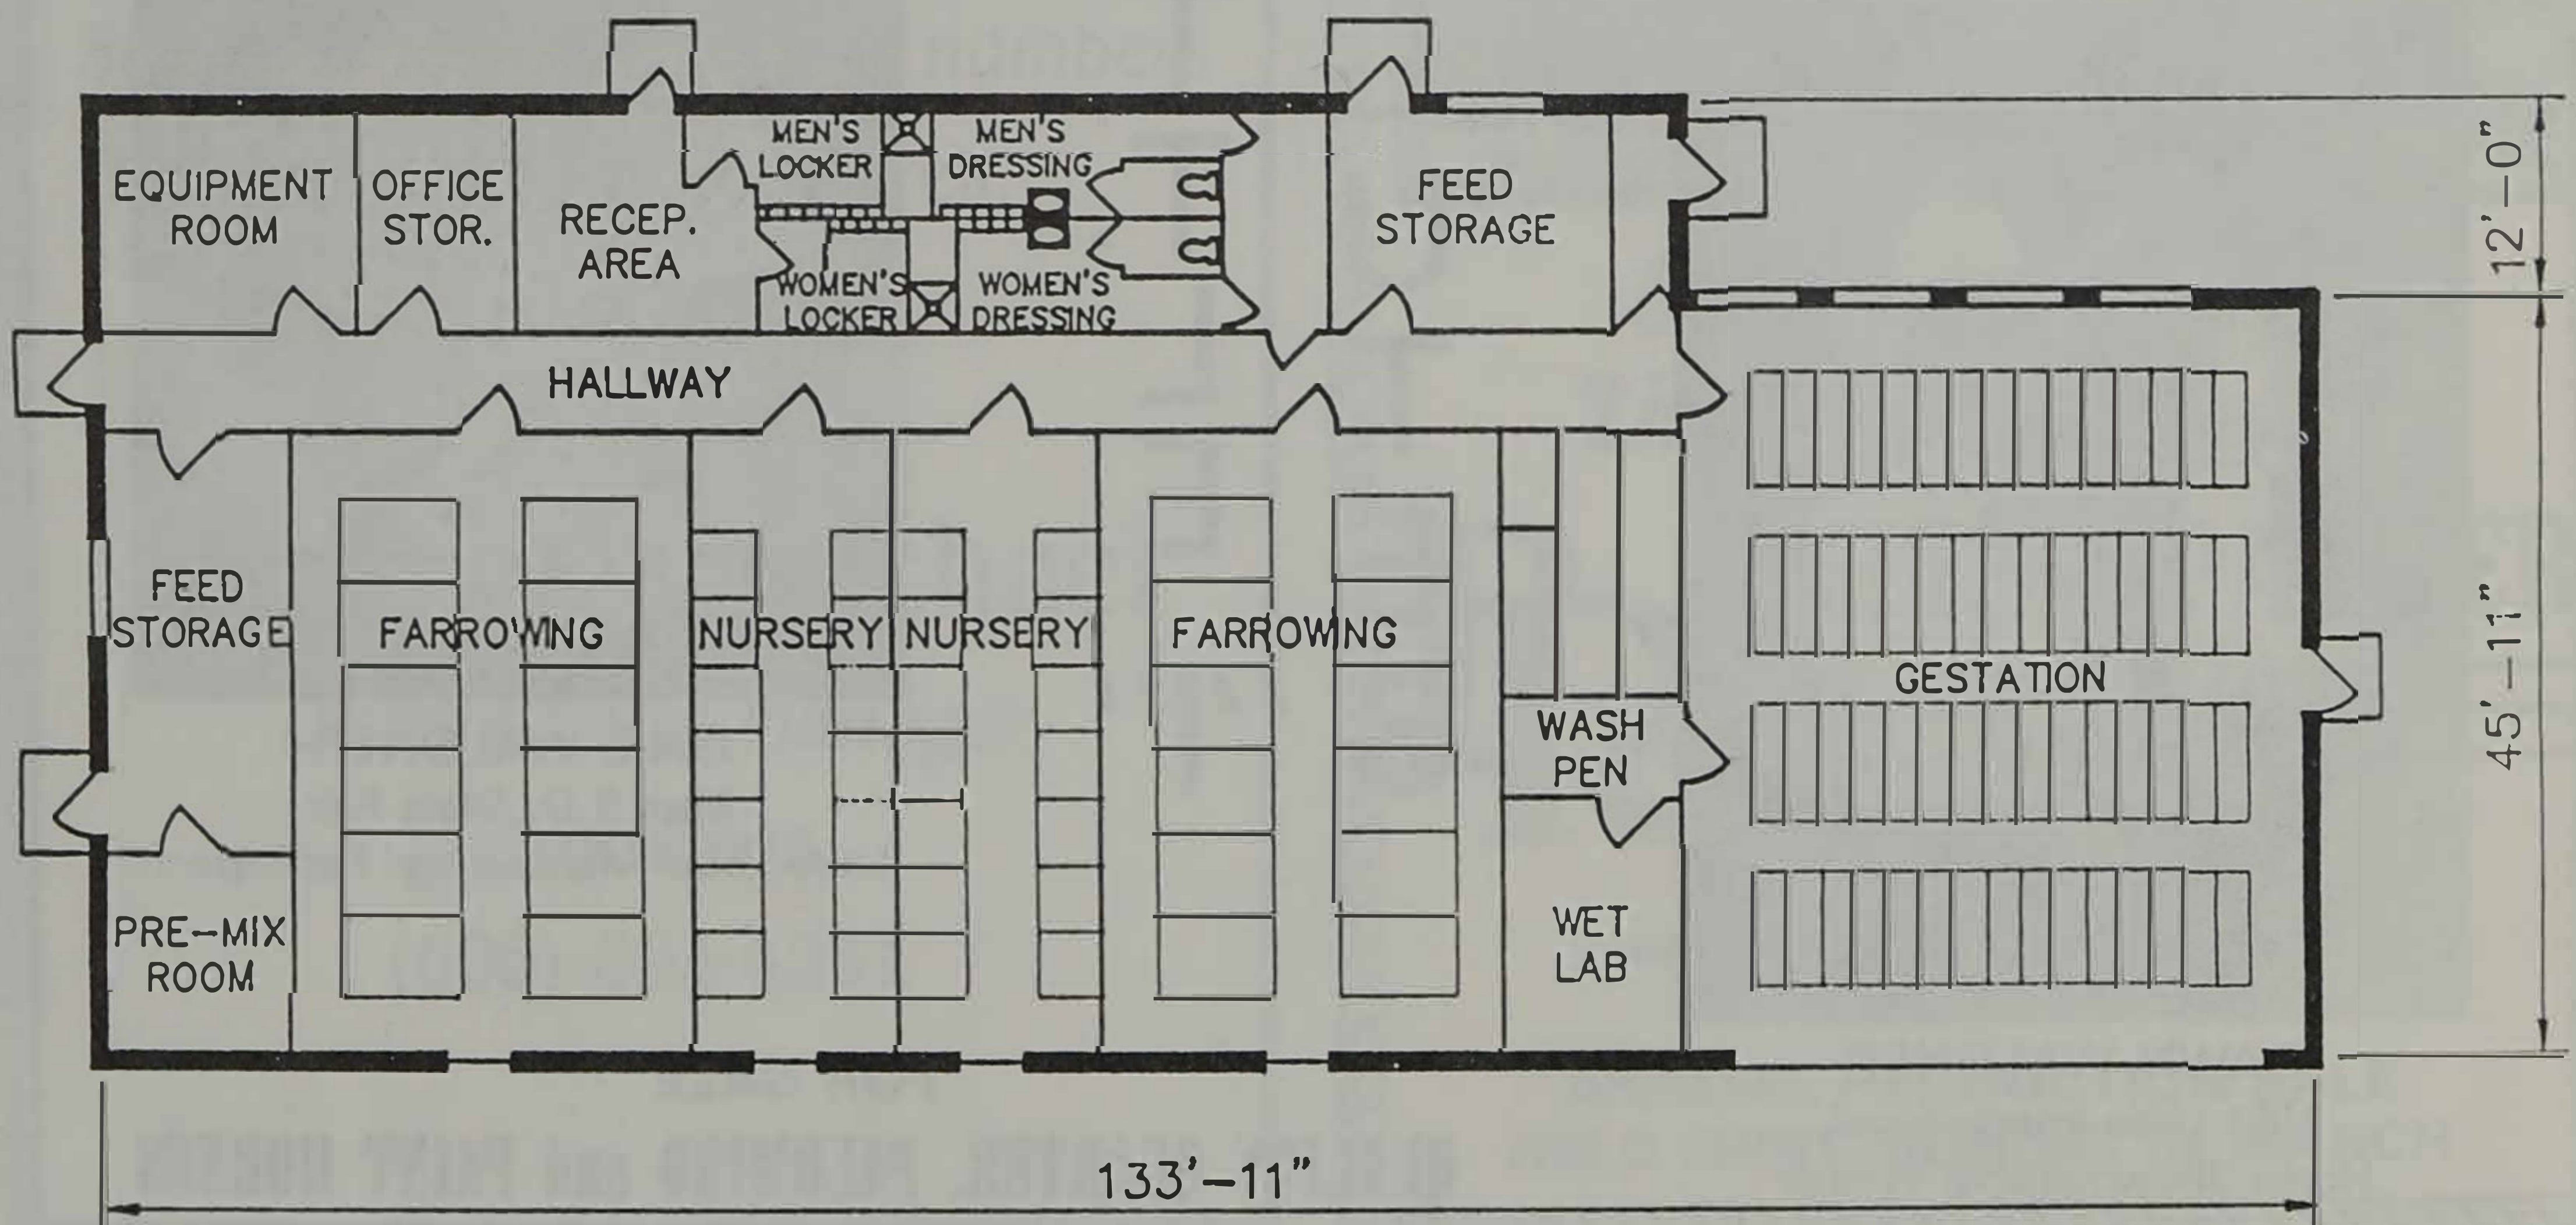 MEN'S
LOCKER
MEN'S
DRESSING
EQUIPMENT
ROOM
OFFICE
STOR.
RECEP.
AREA
FEED
STORAGE
12'-0"
WOMEN'S
LOCKER
WOMEN'S
DRESSING
HALLWAY
FEED
STORAGE
FARROWING
NURSERY
NURSERY
FARROWING
GESTATION
45'-11"
WASH
PEN
PRE-MIX
ROOM
WET
LAB
133'-11"